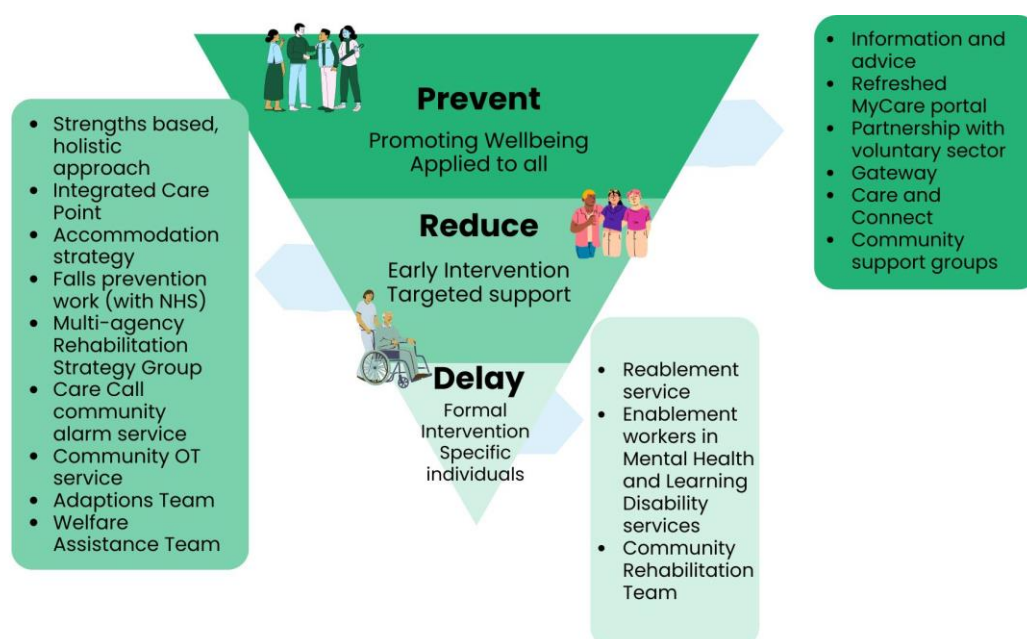 Prevent
Promoting Wellbeing
Applied to all
Reduce
Early Intervention
Targeted support
Delay
Formal
Intervention
Specific
individuals
• Strengths based,
holistic
approach
• Integrated Care
Point
• Accommodation
strategy
• Falls prevention
work (with NHS)
• Multi-agency
Rehabilitation
Strategy Group
• Care Call
community
alarm service
• Community OT
service
• Adaptions Team
• Welfare
Assistance Team
• Information and
advice
• Refreshed
MyCare portal
• Partnership with
voluntary sector
• Gateway
• Care and
Connect
• Community
support groups
• Reablement
service
• Enablement
workers in
Mental Health
and Learning
Disability
services
• Community
Rehabilitation
Team